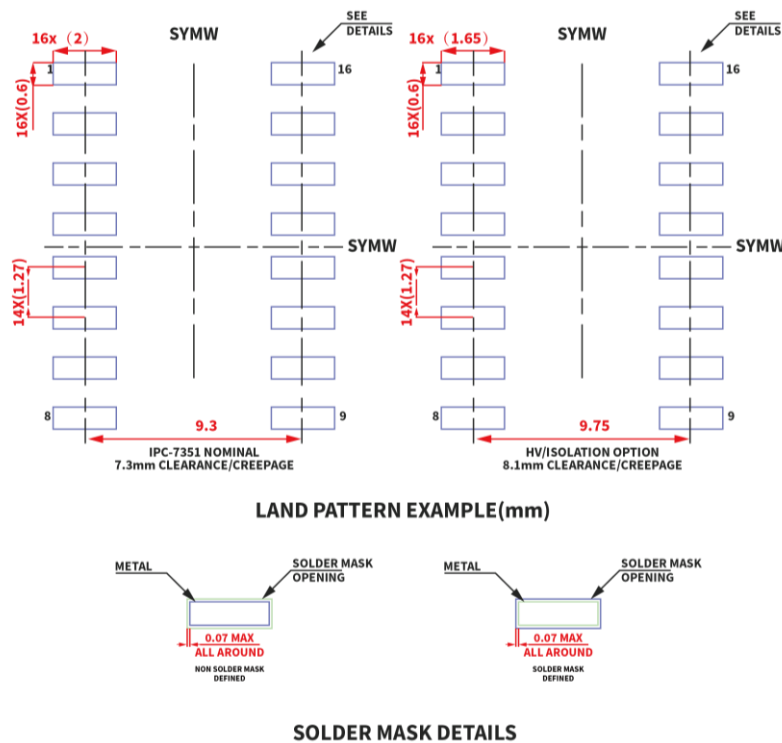 16x（2）
SYMW
SEE
DETAILS
1
16
16X(0.6)
SYMW
14X(1.27)
8
9
9.3
IPC-7351 NOMINAL
7.3mm CLEARANCE/CREEPAGE
16x（1.65）
SYMW
SEE
DETAILS
1
16
16X(0.6)
SYMW
14X(1.27)
8
9
9.75
HV/ISOLATION OPTION
8.1mm CLEARANCE/CREEPAGE
LAND PATTERN EXAMPLE(mm)
METAL
SOLDER MASK
OPENING
0.07 MAX
ALL AROUND
NON SOLDER MASK
DEFINED
METAL
SOLDER MASK
OPENING
0.07 MAX
ALL AROUND
SOLDER MASK
DEFINED
SOLDER MASK DETAILS